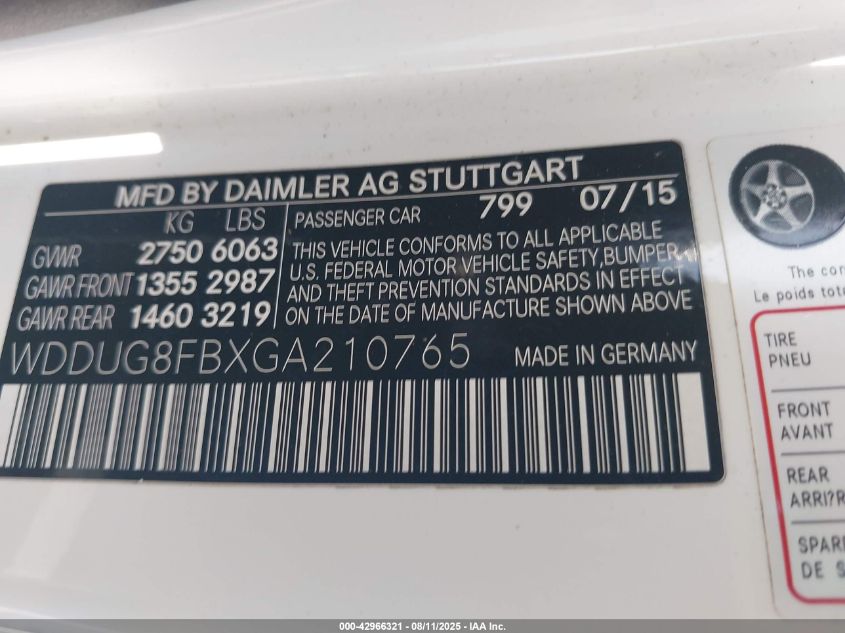 MFD BY DAIMLER AG STUTTGART
KG LBS
GVWR 2750 6063
GAWR FRONT 1355 2987
GAWR REAR 1460 3219
PASSENGER CAR 799 07/15
THIS VEHICLE CONFORMS TO ALL APPLICABLE
U.S. FEDERAL MOTOR VEHICLE SAFETY, BUMPER,
AND THEFT PREVENTION STANDARDS IN EFFECT
ON THE DATE OF MANUFACTURE SHOWN ABOVE
WDDUG8FBXGA210765 MADE IN GERMANY
The con
Le poids tot
TIRE
PNEU
FRONT
AVANT
REAR
ARRI?R
SPAR
DE S
000-42966321 | 08/11/2025 - IAA Inc.